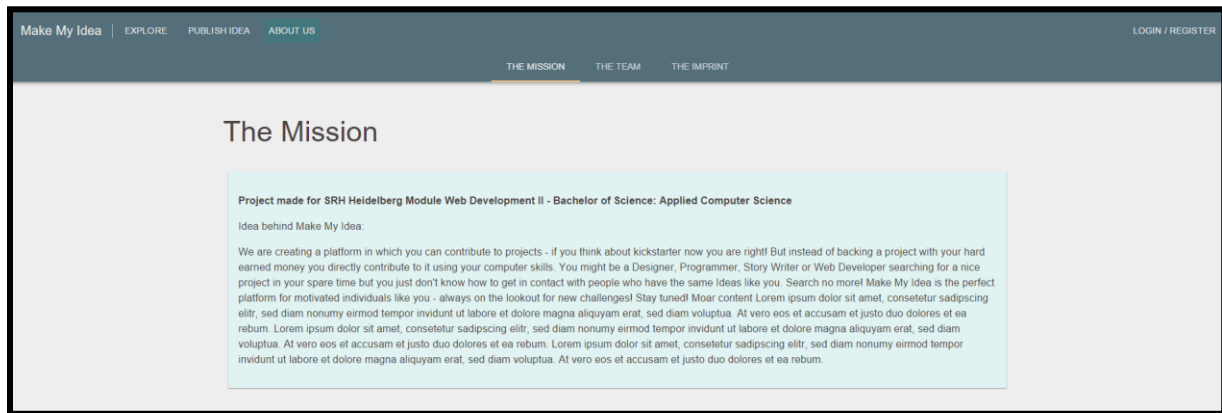 Make My Idea EXPLORE PUBLISH IDEA ABOUT US LOGIN / REGISTER
THE MISSION THE TEAM THE IMPRINT
The Mission
Project made for SRH Heidelberg Module Web Development II - Bachelor of Science: Applied Computer Science
Idea behind Make My Idea:
We are creating a platform in which you can contribute to projects - if you think about kickstarter now you are right! But instead of backing a project with your hard
earned money you directly contribute to it using your computer skills. You might be a Designer, Programmer, Story Writer or Web Developer searching for a nice
project in your spare time but you just don't know how to get in contact with people who have the same Ideas like you. Search no more! Make My Idea is the perfect
platform for motivated individuals like you - always on the lookout for new challenges! Stay tuned! Moar content Lorem ipsum dolor sit amet, consetetur sadipscing
elitr, sed diam nonumy eirmod tempor invidunt ut labore et dolore magna aliquyam erat, sed diam voluptua. At vero eos et accusam et justo duo dolores et ea
rebum. Lorem ipsum dolor sit amet, consetetur sadipscing elitr, sed diam nonumy eirmod tempor invidunt ut labore et dolore magna aliquyam erat, sed diam
voluptua. At vero eos et accusam et justo duo dolores et ea rebum. Lorem ipsum dolor sit amet, consetetur sadipscing elitr, sed diam nonumy eirmod tempor
invidunt ut labore et dolore magna aliquyam erat, sed diam voluptua. At vero eos et accusam et justo duo dolores et ea rebum.